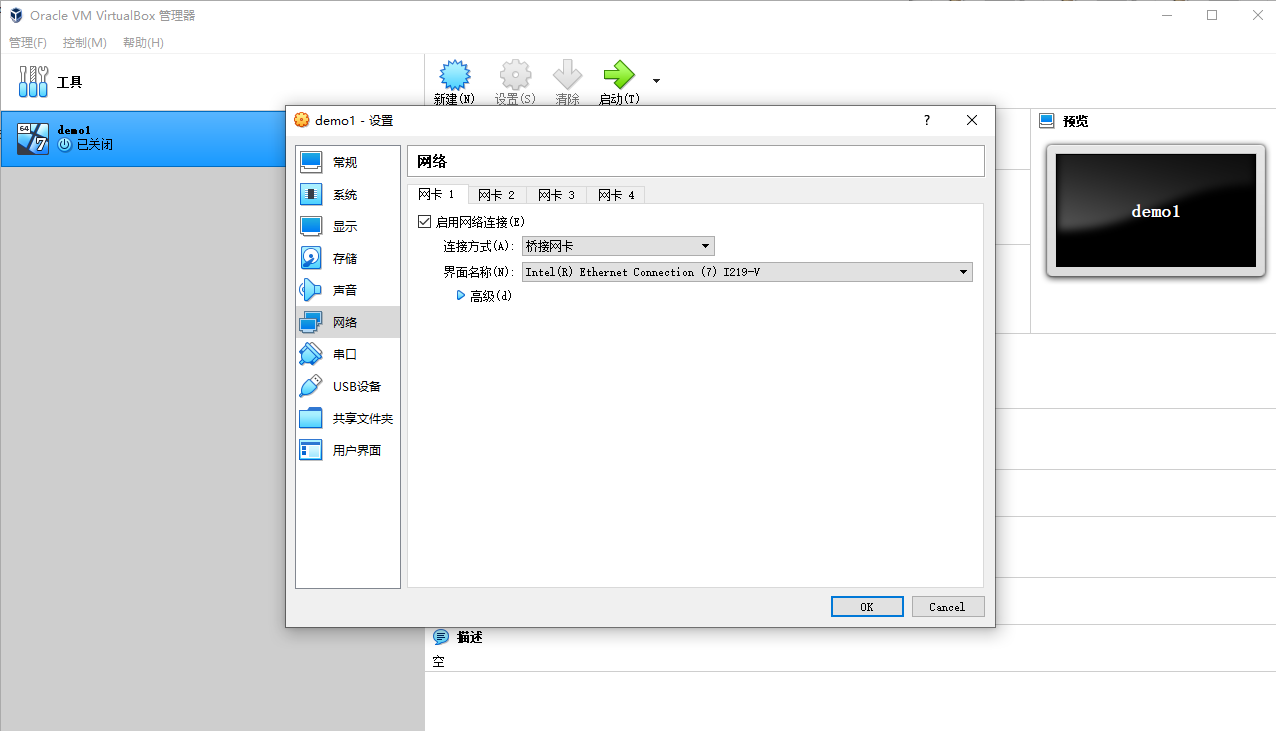 Oracle VM VirtualBox 管理器
管理(F) 控制(M) 帮助(H)
工具
新建(N) 设置(S) 清除 启动(T)
64
7
demo1
已关闭
预览
demo1
demo1 - 设置
?
常规
系统
显示
存储
声音
网络
串口
USB设备
共享文件夹
用户界面
网络
网卡 1 网卡 2 网卡 3 网卡 4
启用网络连接(E)
连接方式(A): 桥接网卡
界面名称(N): Intel(R) Ethernet Connection (7) I219-V
高级(d)
OK Cancel
描述
空